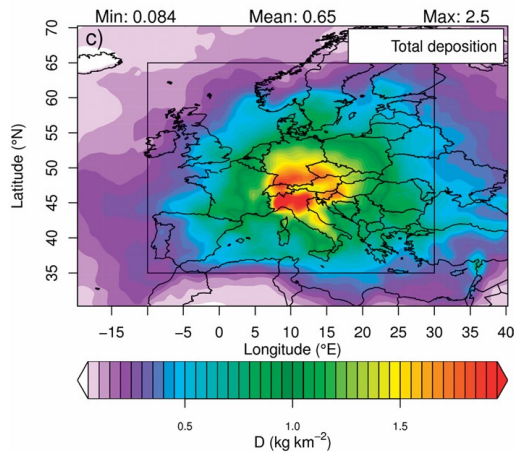 Min: 0.084 Mean: 0.65 Max: 2.5
c) Total deposition
70
65
60
55
50
45
40
35
Latitude (°N)
−15 −5 0 5 10 15 20 25 30 35 40
Longitude (°E)
0.5 1.0 1.5
D (kg km⁻²)